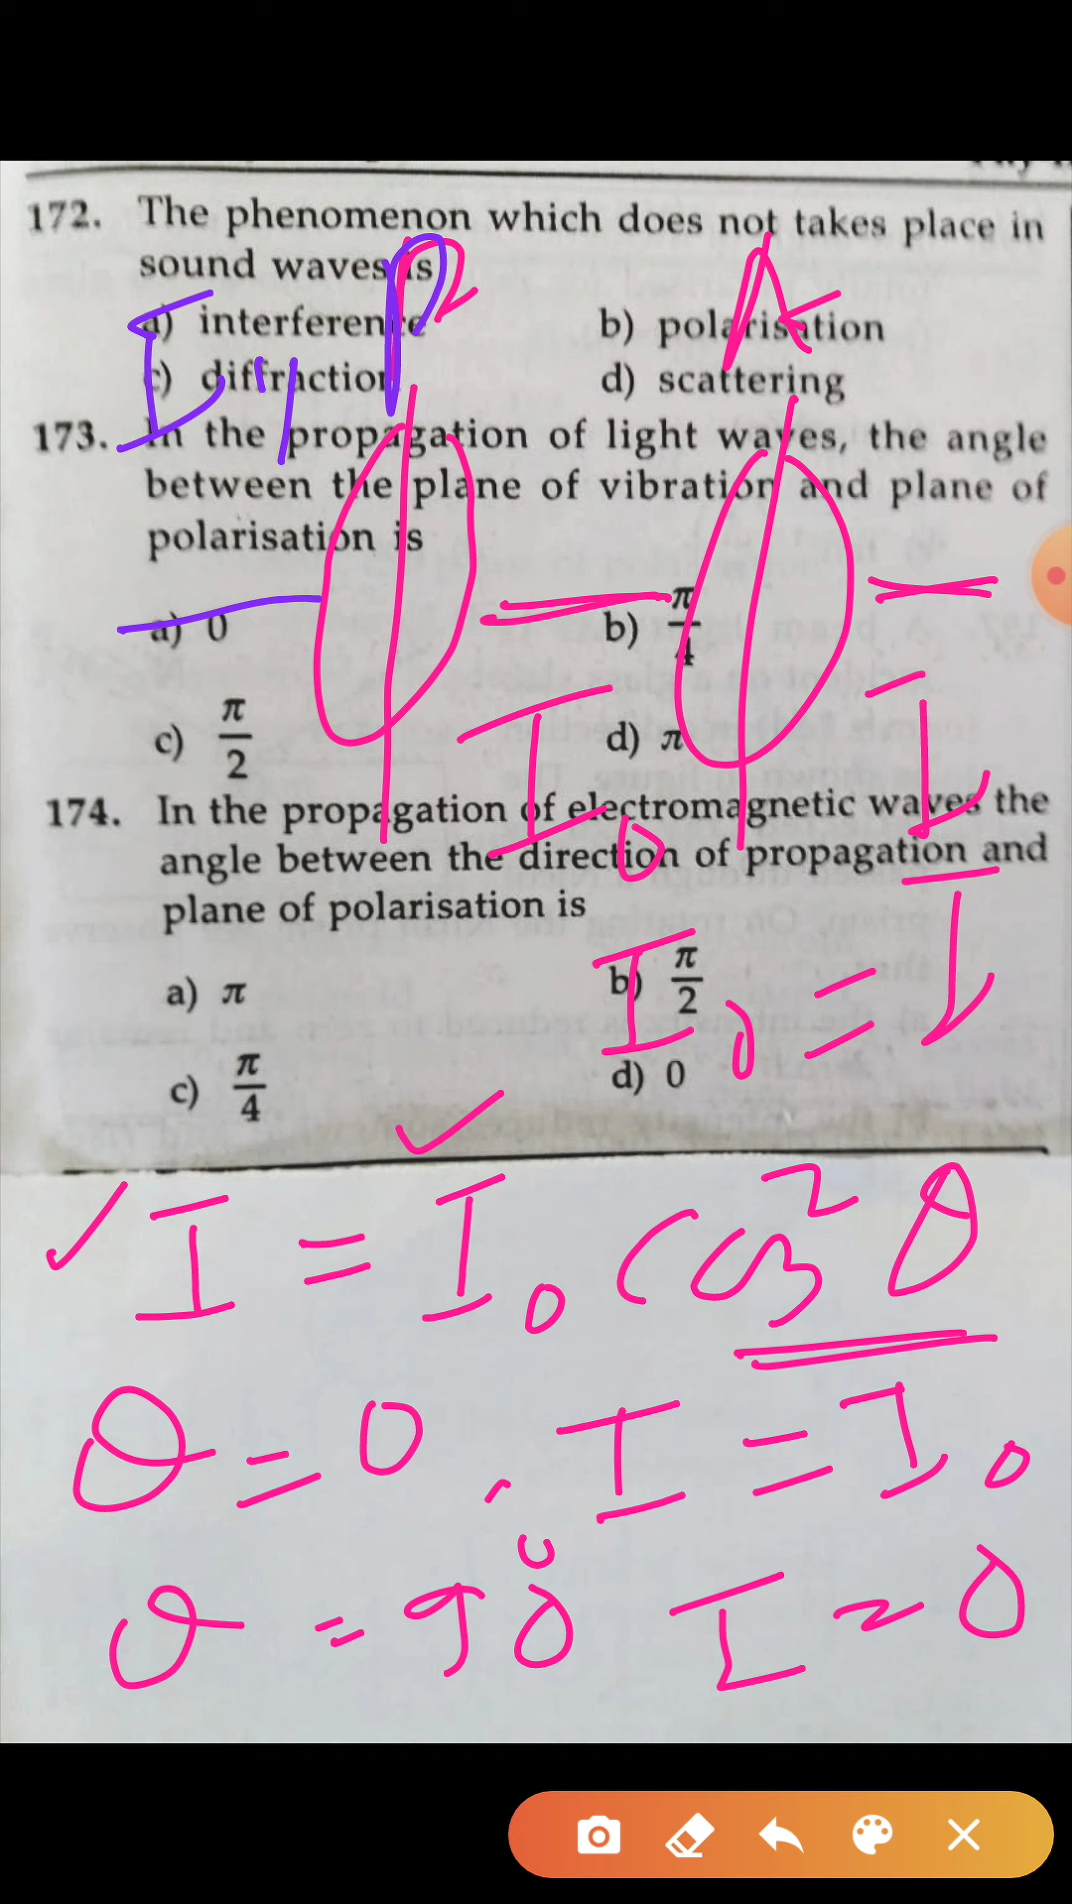 172. The phenomenon which does not takes place in
sound waves is
a) interference b) polarisation
c) diffraction d) scattering
173. In the propagation of light waves, the angle
between the plane of vibration and plane of
polarisation is
a) 0 b) π/4
c) π/2 d) π
174. In the propagation of electromagnetic waves the
angle between the direction of propagation and
plane of polarisation is
a) π b) π/2
c) π/4 d) 0
I₀ = I
I = I₀ cos² θ
θ = 0, I = I₀
θ = 90° I = 0